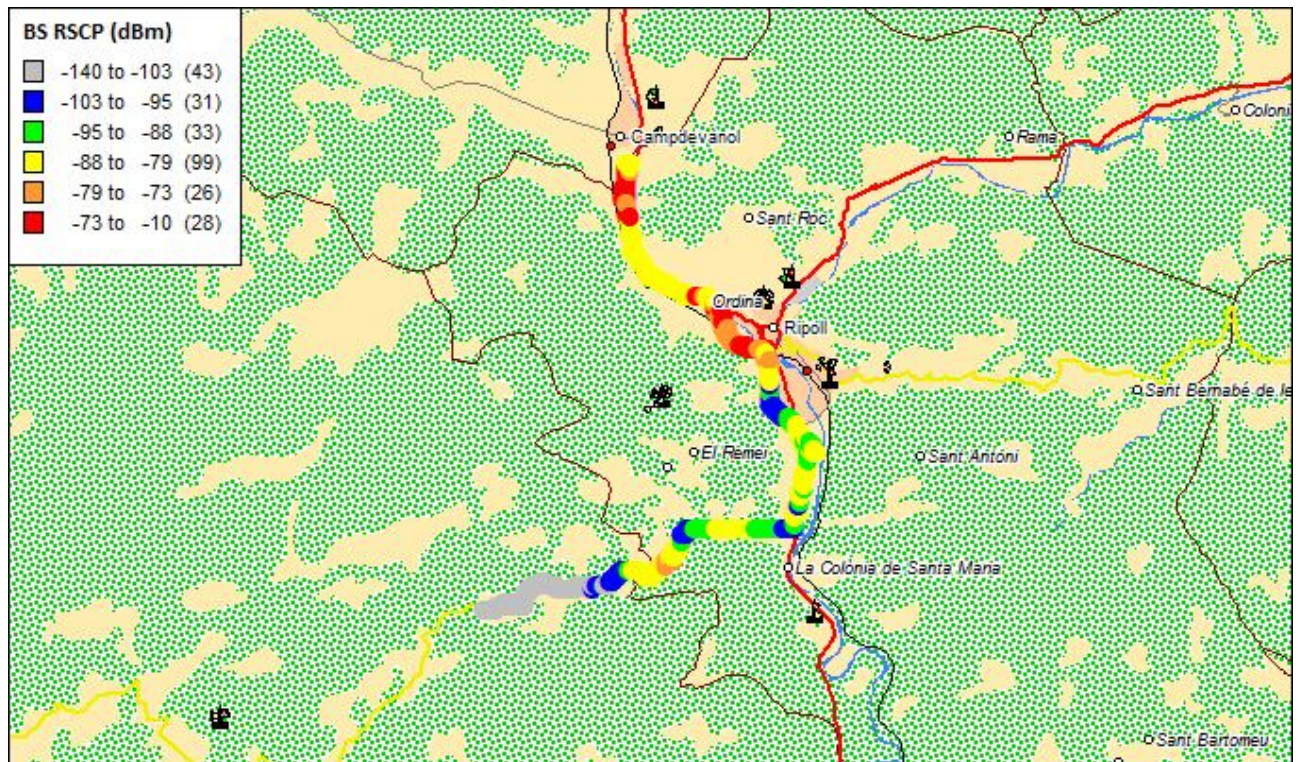 BS RSCP (dBm)
-140 to -103 (43)
-103 to -95 (31)
-95 to -88 (33)
-88 to -79 (99)
-79 to -73 (26)
-73 to -10 (28)
Campdevànol
Rama
Coloni
Sant Roc
Ordina
Ripoll
Sant Bernabé de le
El Remei
Sant Antoni
La Colònia de Santa Maria
Sant Bartomeu